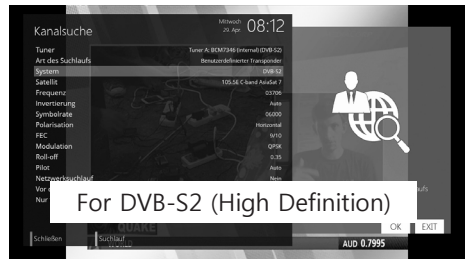 Kanalsuche
Mittwoch
29. Apr.
08:12
Tuner Tuner A: BCM7346 (internal) (DVB-S2)
Art des Suchlaufs Benutzerdefinierter Transponder
System DVB-S2
Satellit 105.5E C-band AsiaSat 7
Frequenz 03706
Invertierung Auto
Symbolrate 06000
Polarisation Horizontal
FEC 9/10
Modulation QPSK
Roll-off 0.35
Pilot Auto
Netzwerksuchlauf Nein
Vor
Nur
For DVB-S2 (High Definition)
OK EXIT
Schließen Suchlauf
QUAKE
AUD 0.7995